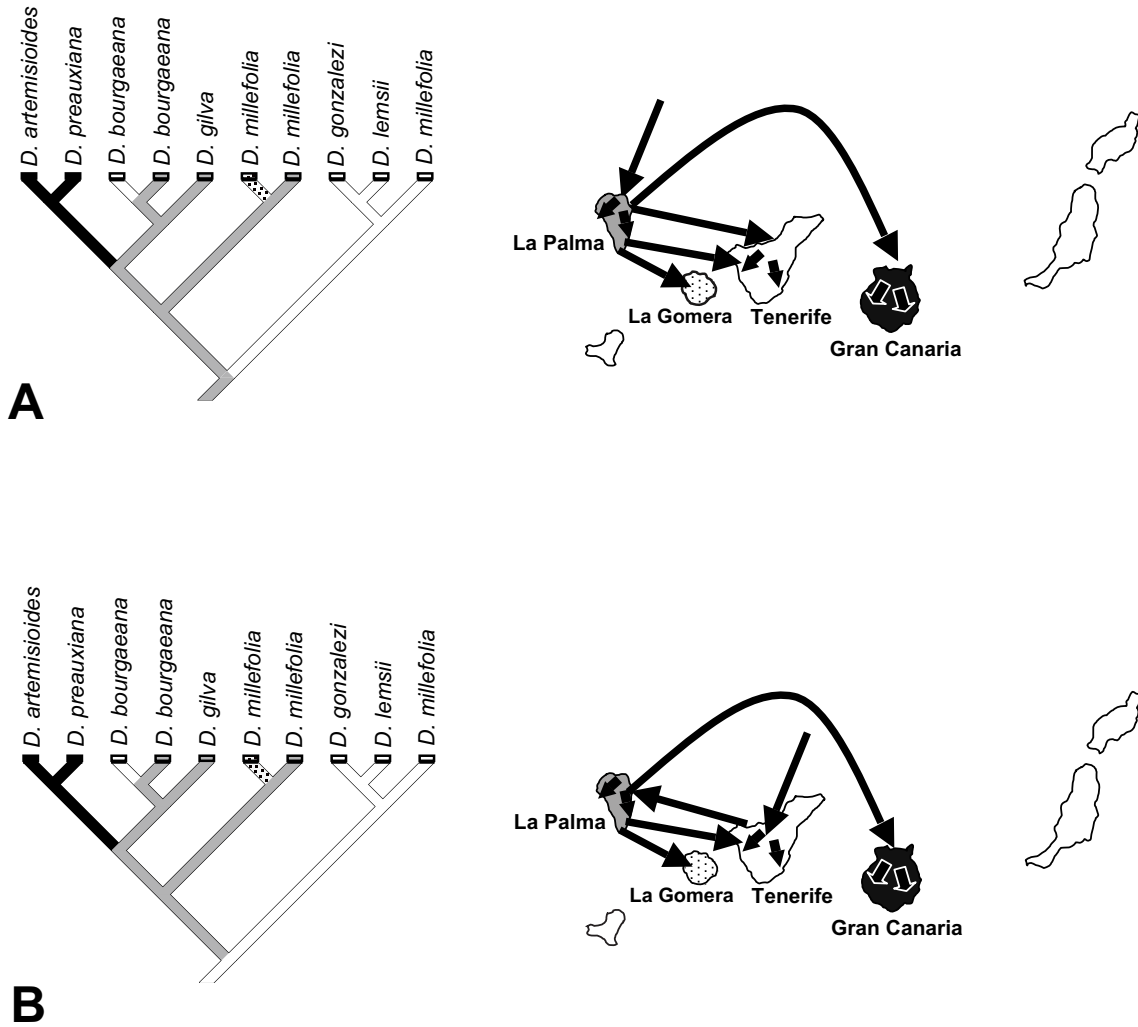 D. artemisioides
D. preauxiana
D. bourgaeana
D. bourgaeana
D. gilva
D. millefolia
D. millefolia
D. gonzalezi
D. lemsii
D. millefolia
La Palma
La Gomera
Tenerife
Gran Canaria
A
D. artemisioides
D. preauxiana
D. bourgaeana
D. bourgaeana
D. gilva
D. millefolia
D. millefolia
D. gonzalezi
D. lemsii
D. millefolia
La Palma
La Gomera
Tenerife
Gran Canaria
B